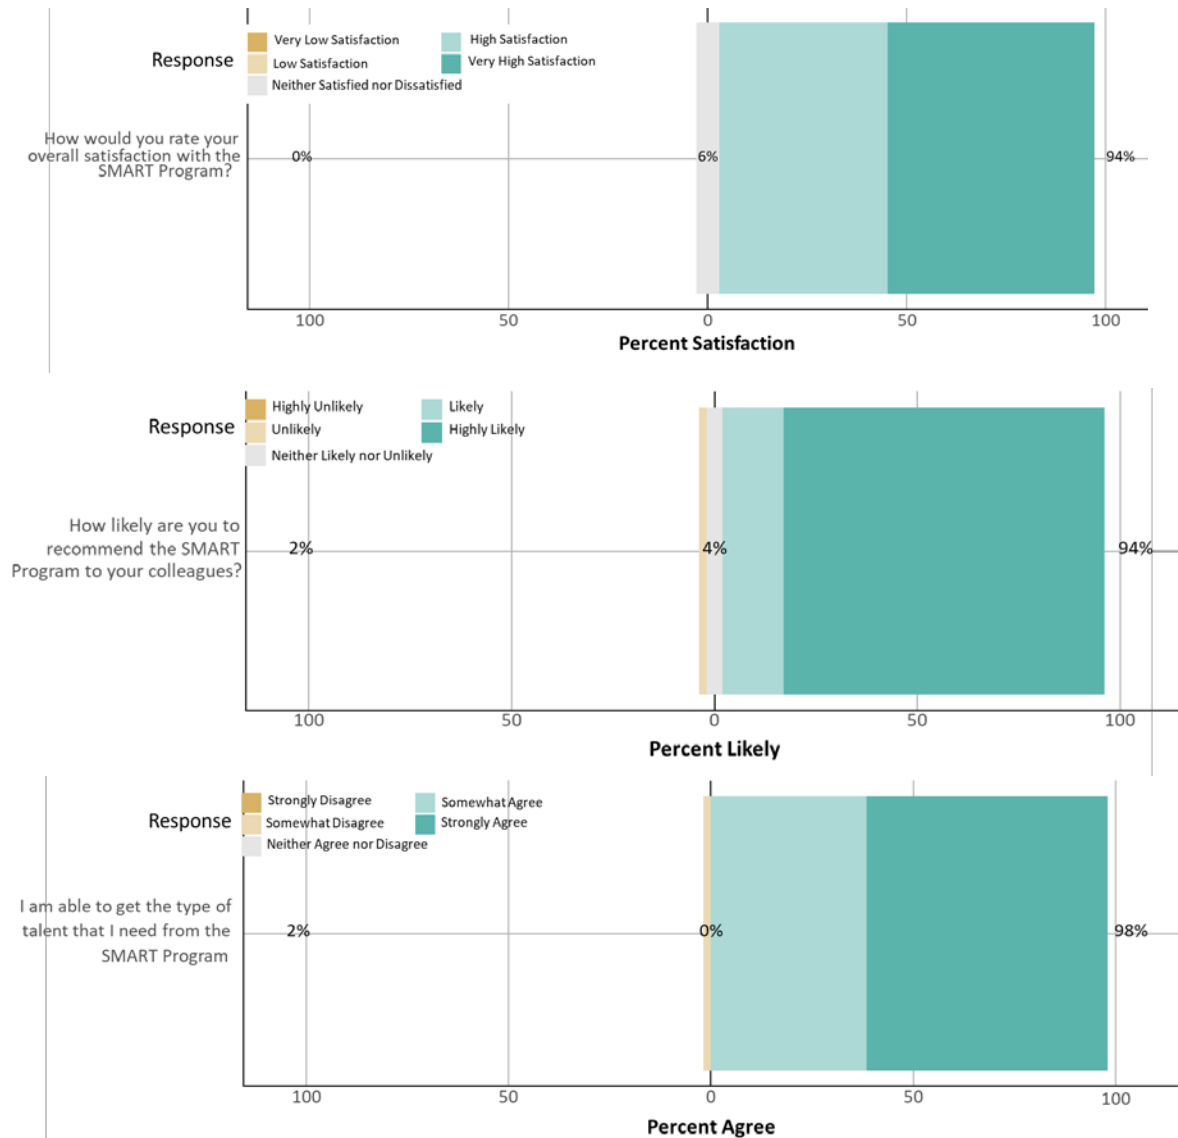 Response
Very Low Satisfaction
High Satisfaction
Low Satisfaction
Very High Satisfaction
Neither Satisfied nor Dissatisfied
How would you rate your
overall satisfaction with the
SMART Program?
0%
6%
94%
100
50
0
50
100
Percent Satisfaction
Response
Highly Unlikely
Likely
Unlikely
Highly Likely
Neither Likely nor Unlikely
How likely are you to
recommend the SMART
Program to your colleagues?
2%
4%
94%
100
50
0
50
100
Percent Likely
Response
Strongly Disagree
Somewhat Agree
Somewhat Disagree
Strongly Agree
Neither Agree nor Disagree
I am able to get the type of
talent that I need from the
SMART Program
2%
0%
98%
100
50
0
50
100
Percent Agree